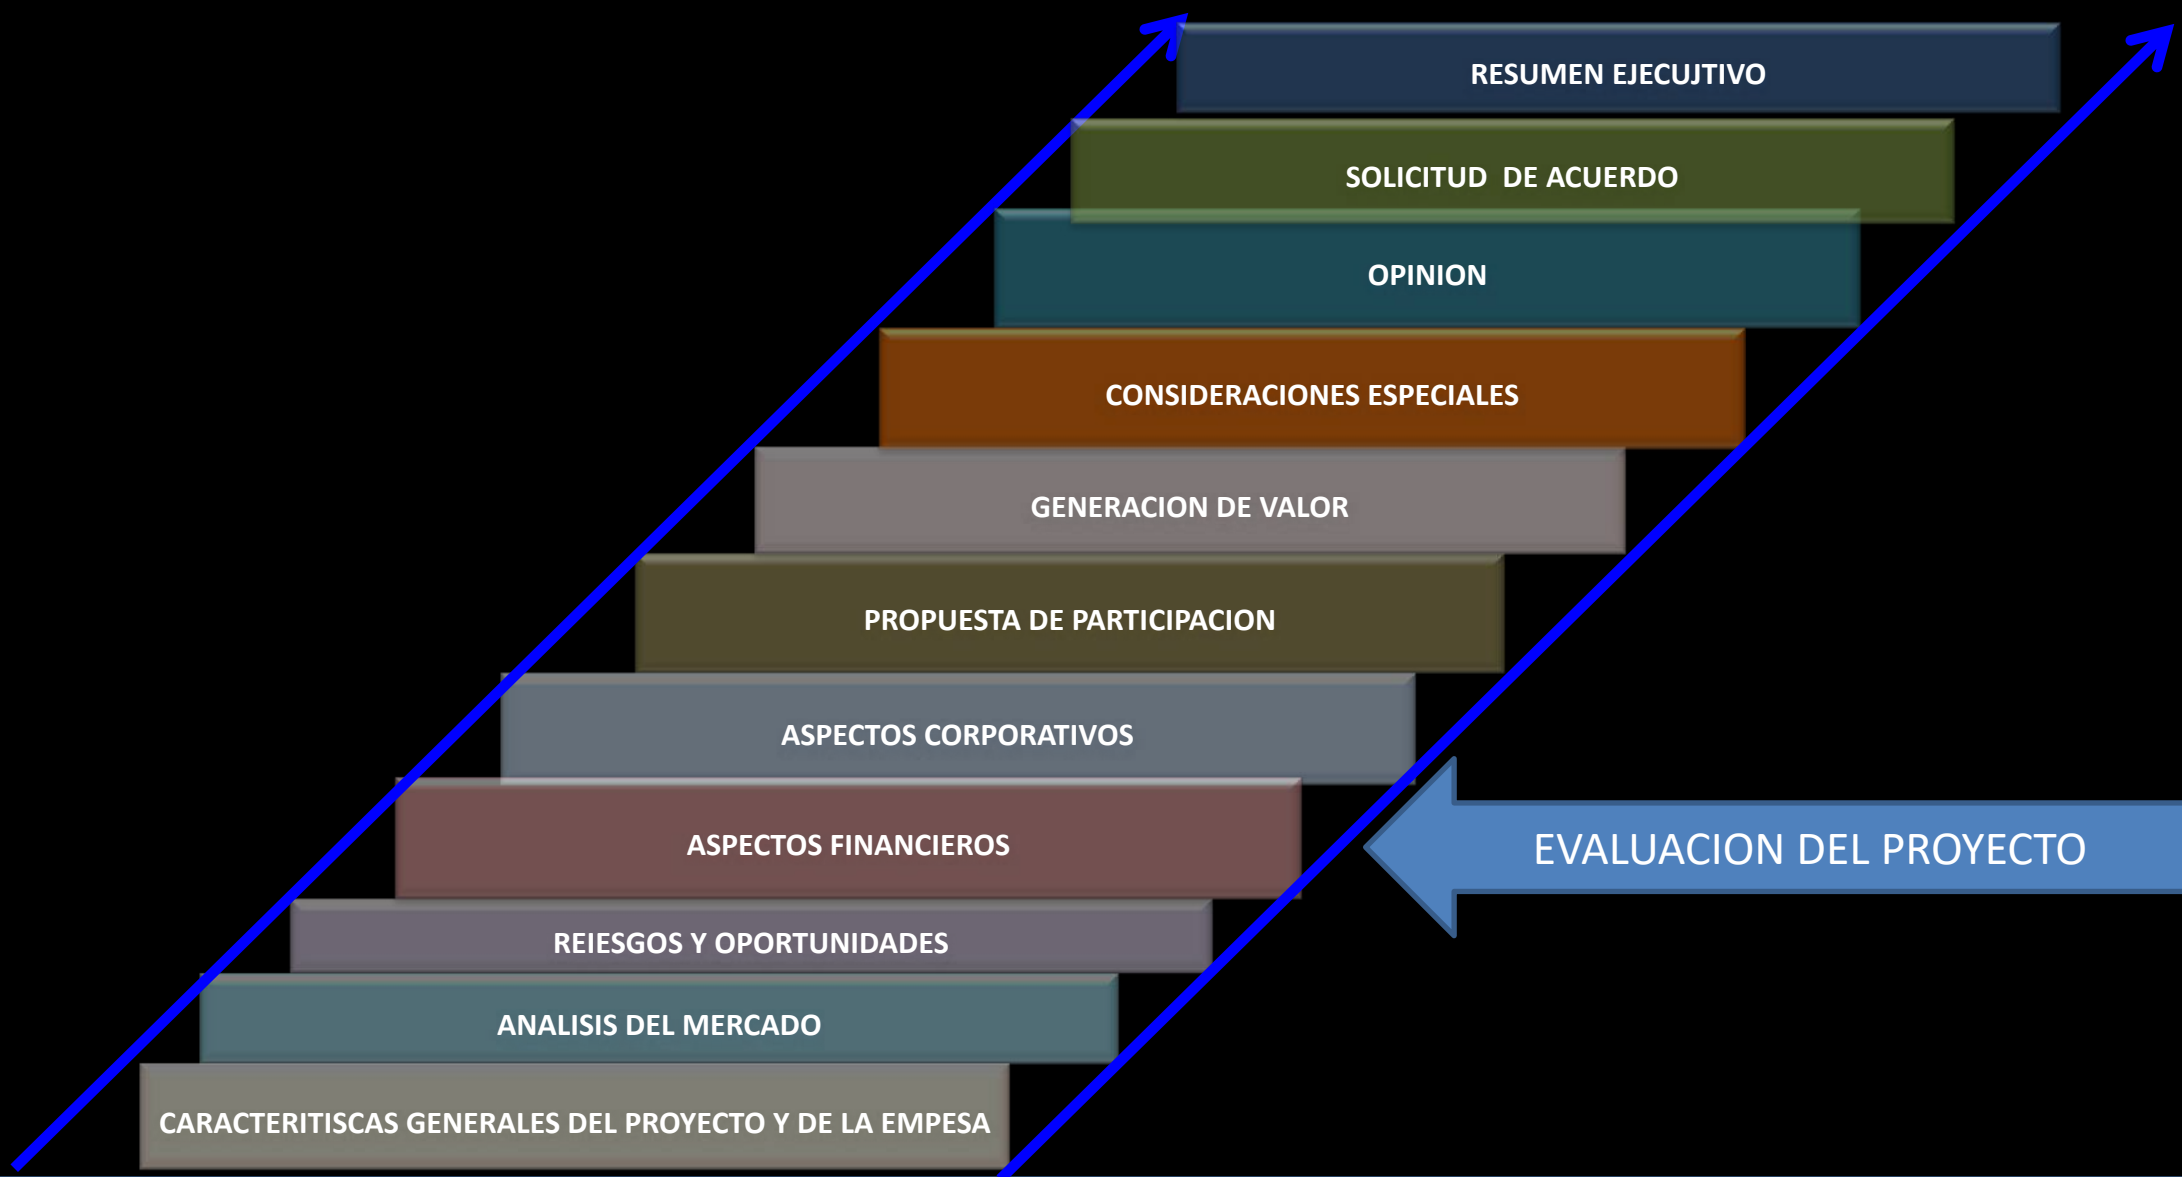 RESUMEN EJECUJTIVO
SOLICITUD DE ACUERDO
OPINION
CONSIDERACIONES ESPECIALES
GENERACION DE VALOR
PROPUESTA DE PARTICIPACION
ASPECTOS CORPORATIVOS
ASPECTOS FINANCIEROS
EVALUACION DEL PROYECTO
REIESGOS Y OPORTUNIDADES
ANALISIS DEL MERCADO
CARACTERITISCAS GENERALES DEL PROYECTO Y DE LA EMPESA